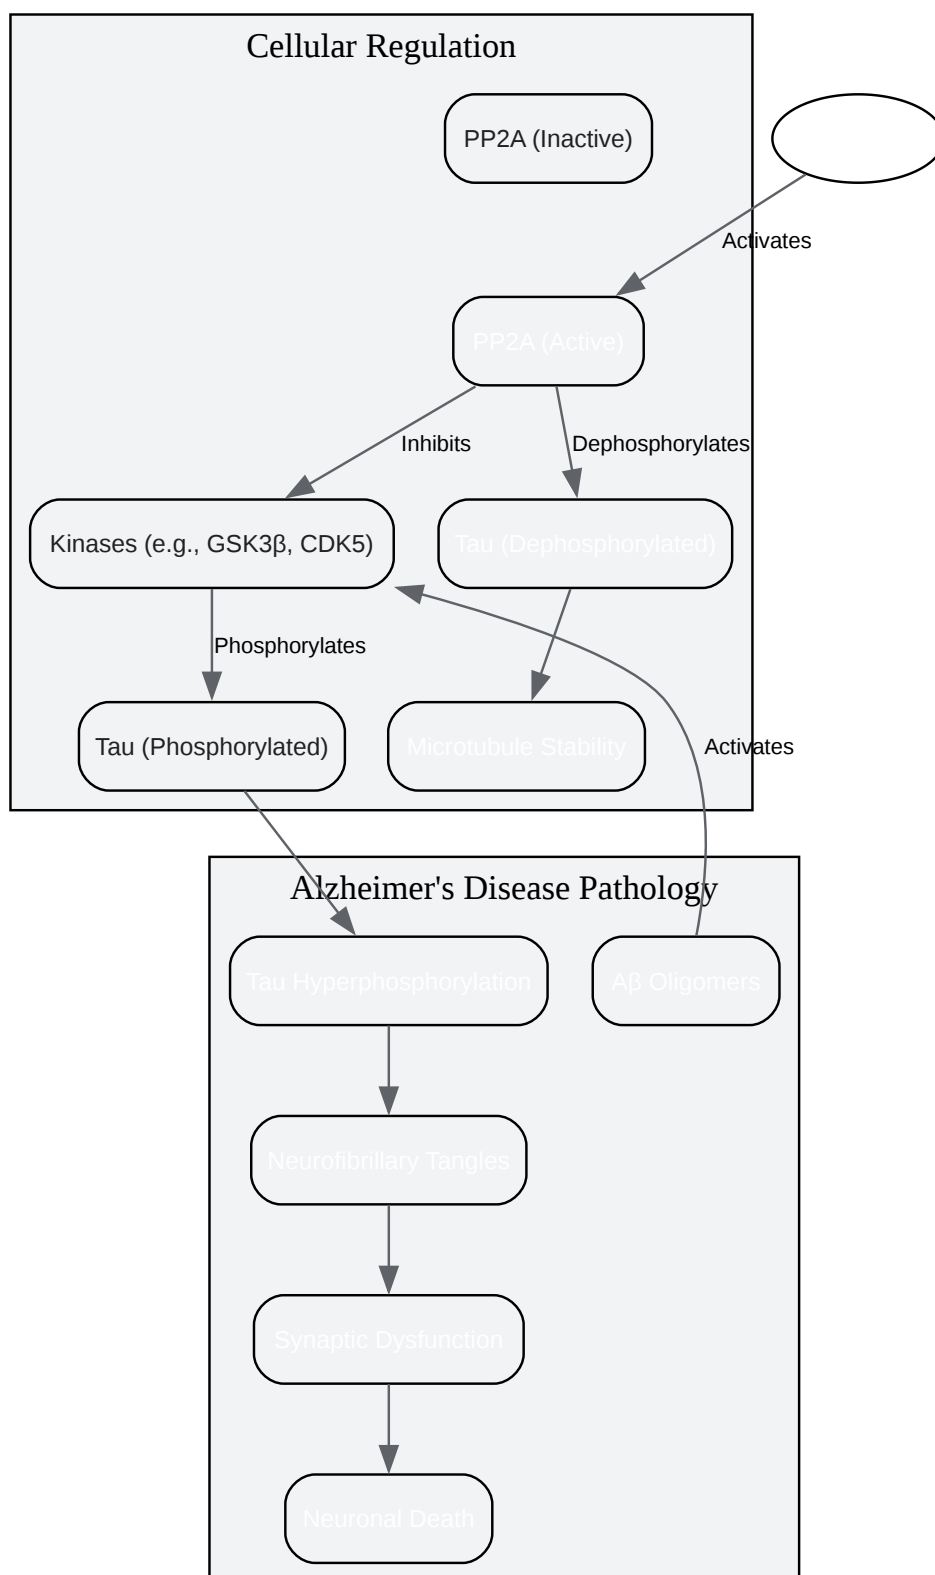 Cellular Regulation
PP2A (Inactive)
Activates
PP2A (Active)
Inhibits
Dephosphorylates
Kinases (e.g., GSK3β, CDK5)
Tau (Dephosphorylated)
Phosphorylates
Tau (Phosphorylated)
Microtubule Stability
Activates
Alzheimer's Disease Pathology
Tau Hyperphosphorylation
Aβ Oligomers
Neurofibrillary Tangles
Synaptic Dysfunction
Neuronal Death